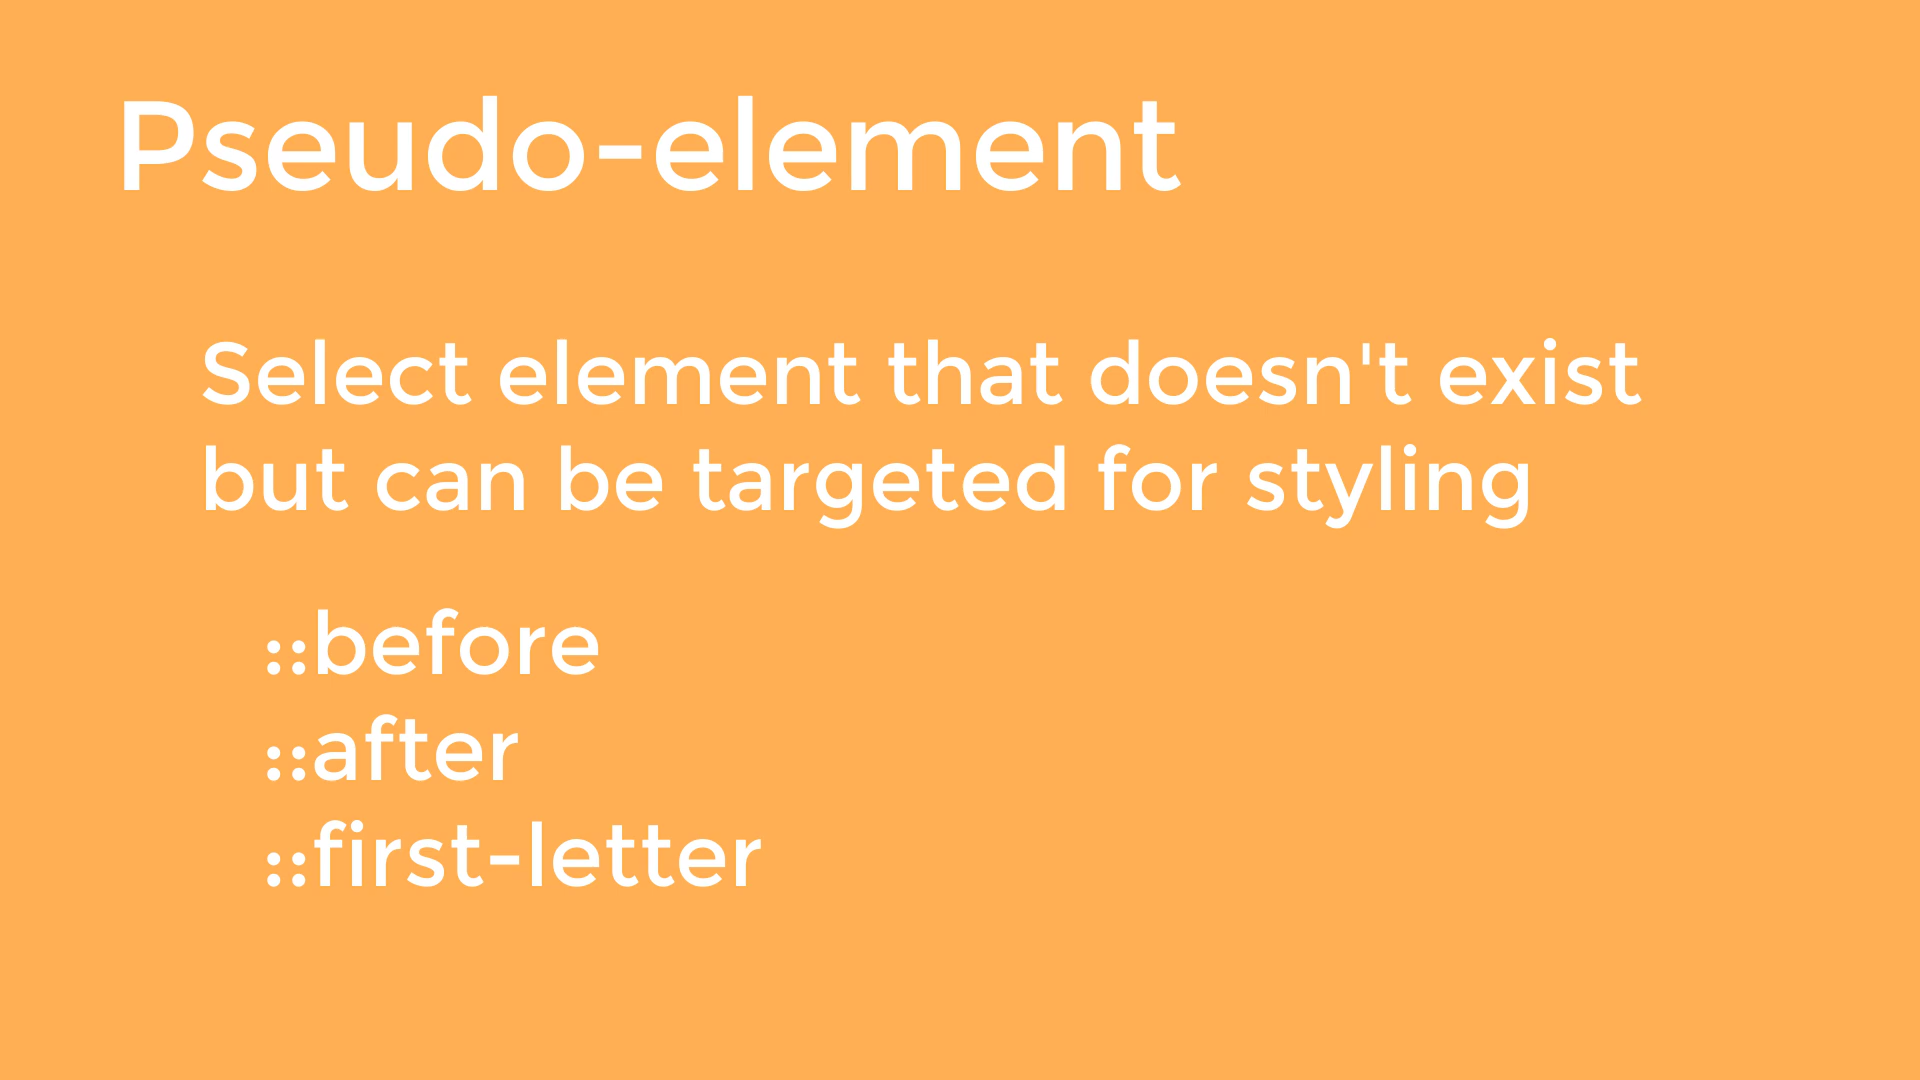 Pseudo-element
Select element that doesn't exist
but can be targeted for styling
::before
::after
::first-letter